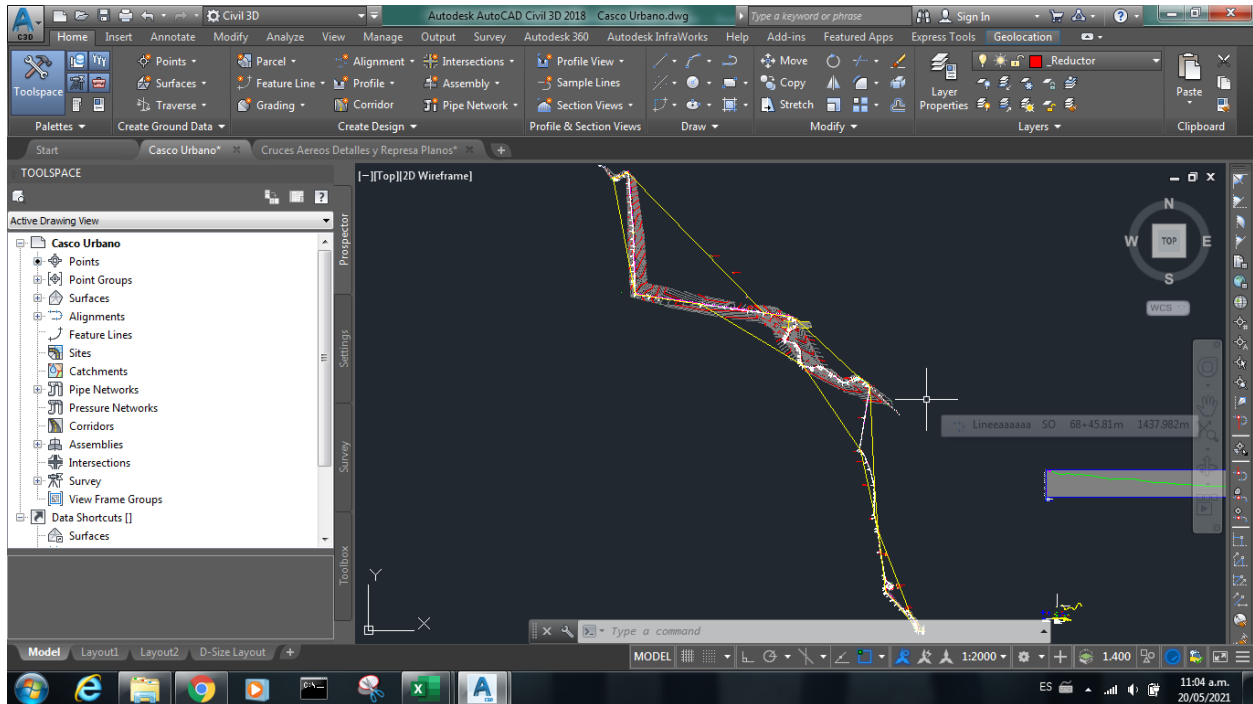 Civil 3D
Autodesk AutoCAD Civil 3D 2018 Casco Urbano.dwg
Type a keyword or phrase
Sign In
C3D
Home Insert Annotate Modify Analyze View Manage Output Survey Autodesk 360 Autodesk InfraWorks Help Add-ins Featured Apps Express Tools Geolocation
Points Parcel Alignment Intersections Profile View Move _Reductor
Toolspace Surfaces Feature Line Profile Assembly Sample Lines Copy Layer Properties Paste
Traverse Grading Corridor Pipe Network Section Views Stretch
Palettes Create Ground Data Create Design Profile & Section Views Draw Modify Layers Clipboard
Start Casco Urbano* Cruces Aereos Detalles y Represa Planos*
TOOLSPACE
[−][Top][2D Wireframe]
Active Drawing View
Casco Urbano
Points
Point Groups
Surfaces
Alignments
Feature Lines
Sites
Catchments
Pipe Networks
Pressure Networks
Corridors
Assemblies
Intersections
Survey
View Frame Groups
Data Shortcuts []
Surfaces
Prospector
Settings
Survey
Toolbox
N
W TOP E
S
WCS
Lineeaaaaaa SO 68+45.81m 1437.982m
Y
X
Type a command
Model Layout1 Layout2 D-Size Layout +
MODEL 1:2000 1.400
ES 11:04 a.m.
20/05/2021